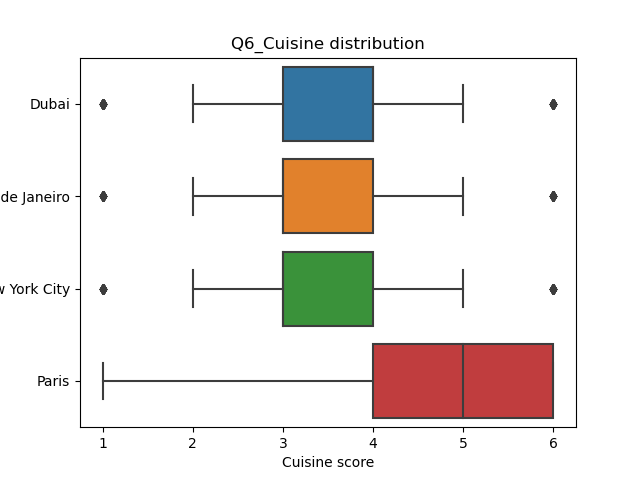 Q6_Cuisine distribution
Dubai
de Janeiro
York City
Paris
1 2 3 4 5 6
Cuisine score